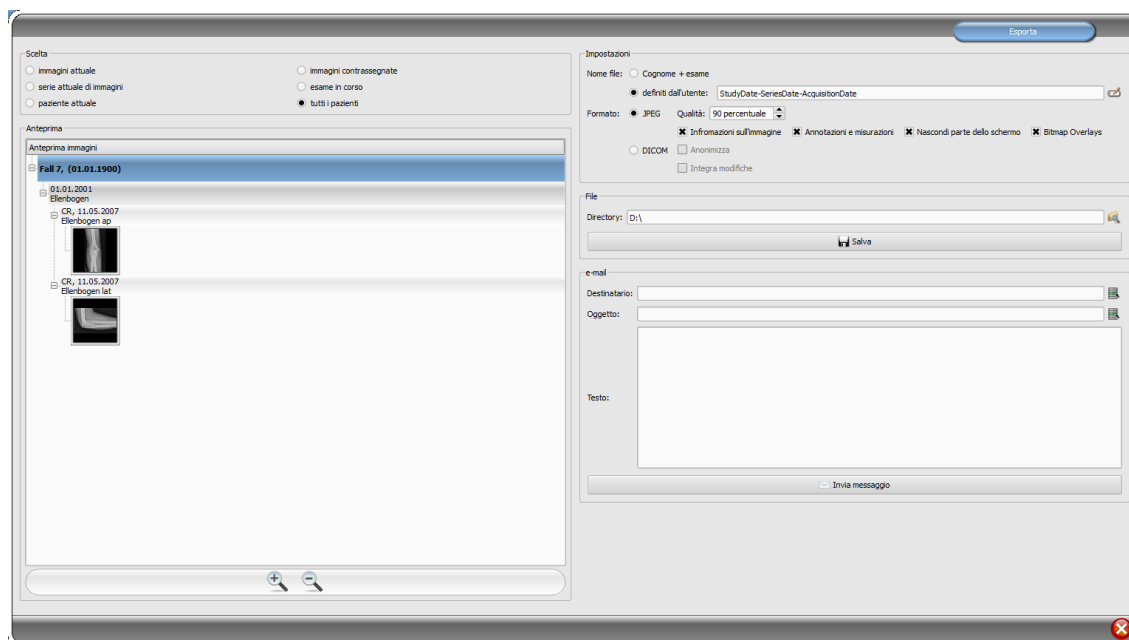 Esporta
Scelta
immagini attuale
immagini contrassegnate
serie attuale di immagini
esame in corso
paziente attuale
tutti i pazienti
Anteprima
Anteprima immagini
Fall 7, (01.01.1900)
01.01.2001
Ellenbogen
CR, 11.05.2007
Ellenbogen ap
CR, 11.05.2007
Ellenbogen lat
Impostazioni
Nome file: Cognome + esame
definiti dall'utente: StudyDate-SeriesDate-AcquisitionDate
Formato: JPEG Qualità: 90 percentuale
Infromazioni sull'immagine Annotazioni e misurazioni Nascondi parte dello schermo Bitmap Overlays
DICOM Anonimizza
Integra modifiche
File
Directory: D:\
Salva
e-mail
Destinatario:
Oggetto:
Testo:
Invia messaggio